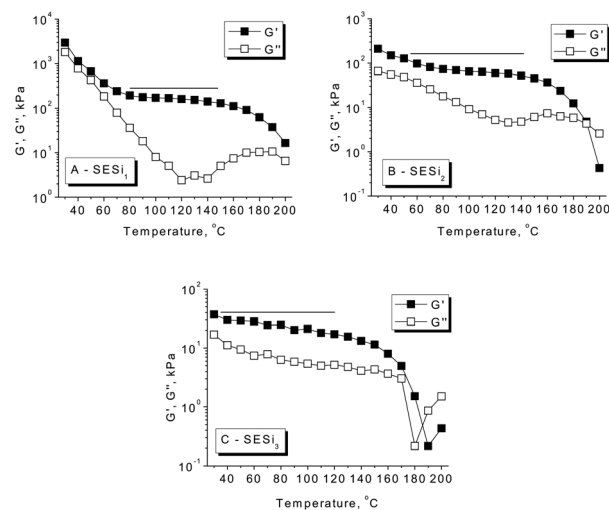 10⁴
10³
10²
10¹
10⁰
G', G", kPa
G'
G"
A - SESi₁
40 60 80 100 120 140 160 180 200
Temperature, °C
10³
10²
10¹
10⁰
10⁻¹
G', G", kPa
G'
G"
B - SESi₂
40 60 80 100 120 140 160 180 200
Temperature, °C
10²
10¹
10⁰
10⁻¹
G', G", kPa
G'
G"
C - SESi₃
40 60 80 100 120 140 160 180 200
Temperature, °C